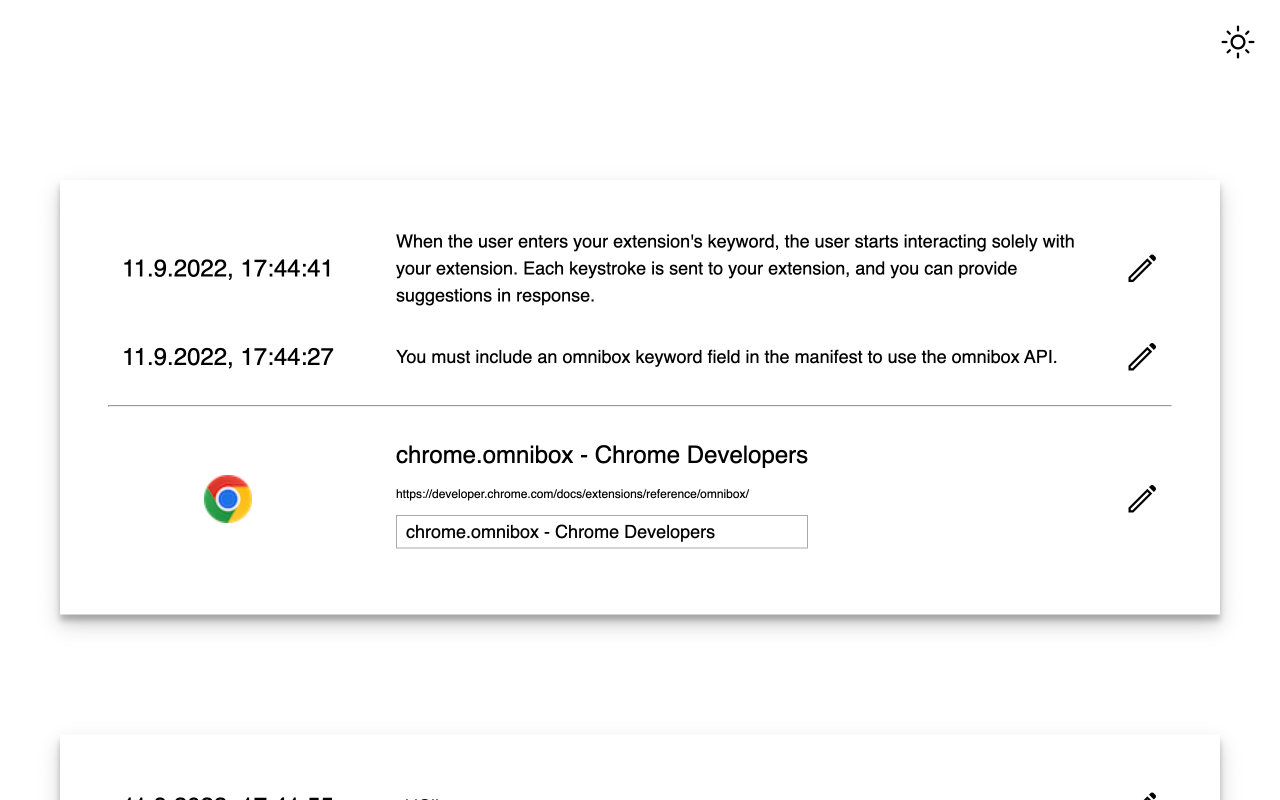 When the user enters your extension's keyword, the user starts interacting solely with
11.9.2022, 17:44:41
your extension. Each keystroke is sent to your extension, and you can provide
suggestions in response.
11.9.2022, 17:44:27
You must include an omnibox keyword field in the manifest to use the omnibox API.
chrome.omnibox - Chrome Developers
https://developer.chrome.com/docs/extensions/reference/omnibox/
chrome.omnibox - Chrome Developers